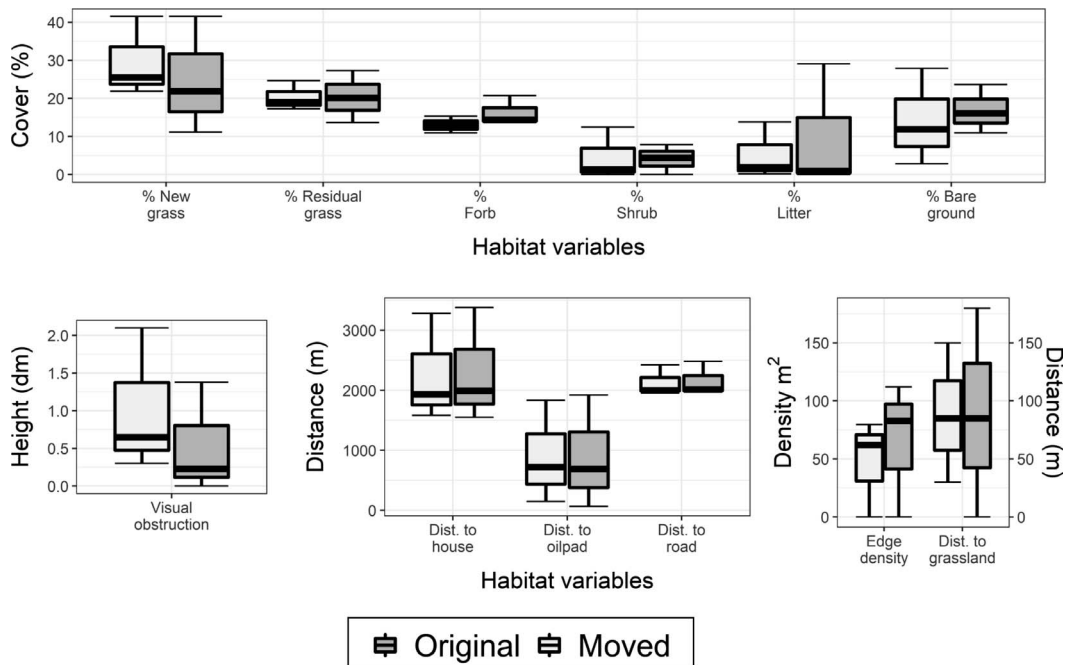 Cover (%)
40
30
20
10
0
% New
grass
% Residual
grass
%
Forb
%
Shrub
%
Litter
% Bare
ground
Habitat variables
Height (dm)
2.0
1.5
1.0
0.5
0.0
Visual
obstruction
Distance (m)
3000
2000
1000
0
Dist. to
house
Dist. to
oilpad
Dist. to
road
Habitat variables
Density m²
150
100
50
0
Edge
density
Dist. to
grassland
150
100
50
0
Distance (m)
Original Moved